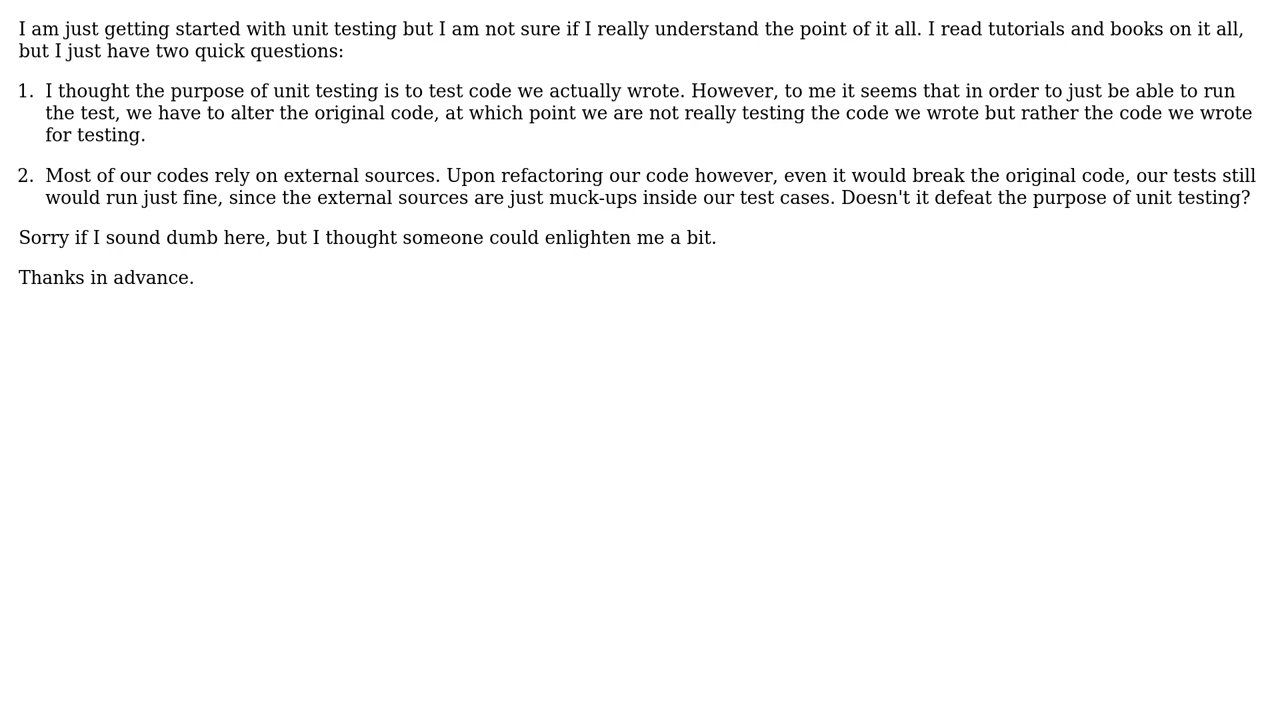 I am just getting started with unit testing but I am not sure if I really understand the point of it all. I read tutorials and books on it all,
but I just have two quick questions:
1. I thought the purpose of unit testing is to test code we actually wrote. However, to me it seems that in order to just be able to run
the test, we have to alter the original code, at which point we are not really testing the code we wrote but rather the code we wrote
for testing.
2. Most of our codes rely on external sources. Upon refactoring our code however, even it would break the original code, our tests still
would run just fine, since the external sources are just muck-ups inside our test cases. Doesn't it defeat the purpose of unit testing?
Sorry if I sound dumb here, but I thought someone could enlighten me a bit.
Thanks in advance.